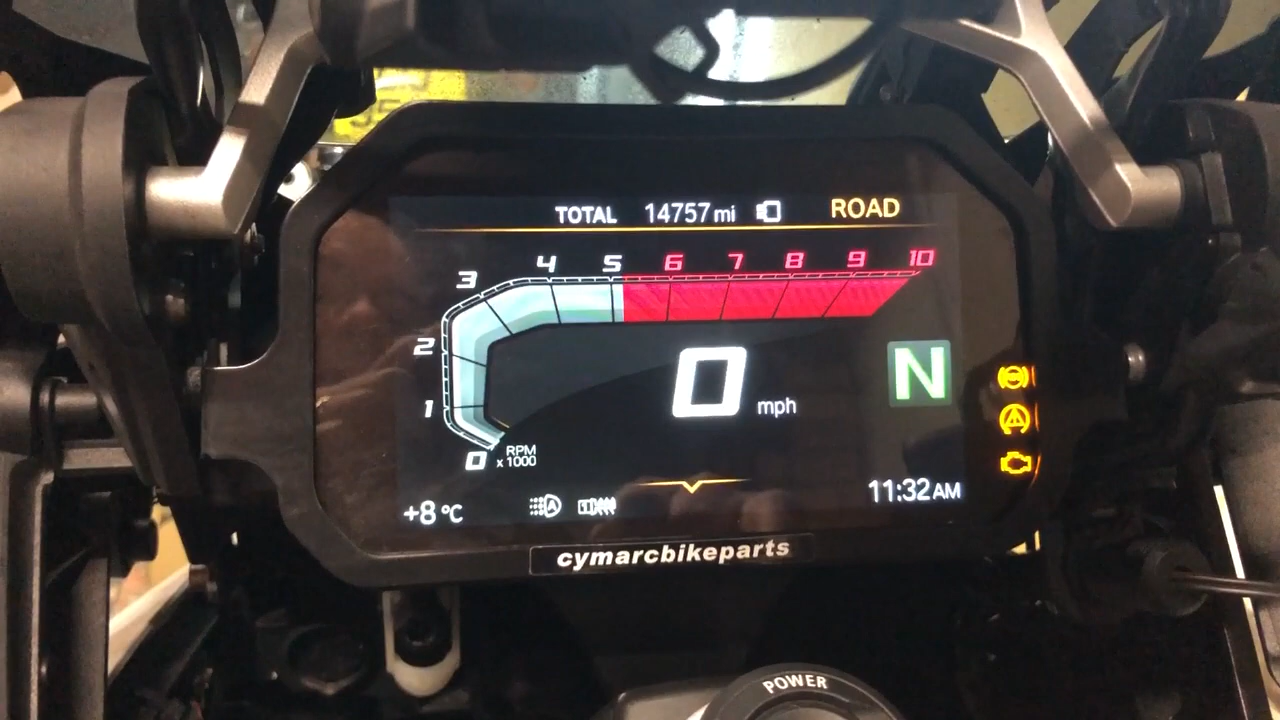 TOTAL 14757 mi ROAD
3 4 5 6 7 8 9 10
2
1
0
RPM
x 1000
0 mph
N
ABS
+8 °C
A
11:32 AM
cymarcbikeparts
POWER